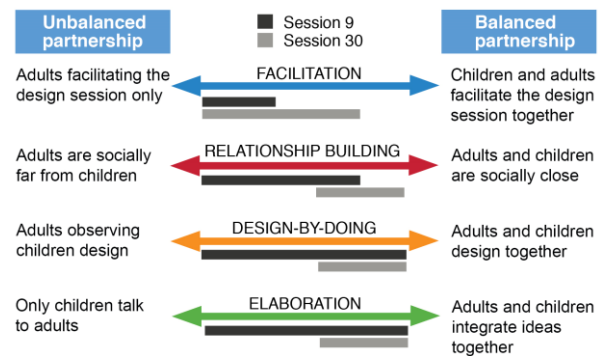 Unbalanced
partnership
Session 9
Session 30
Balanced
partnership
Adults facilitating the
design session only
FACILITATION
Children and adults
facilitate the design
session together
Adults are socially
far from children
RELATIONSHIP BUILDING
Adults and children
are socially close
Adults observing
children design
DESIGN-BY-DOING
Adults and children
design together
Only children talk
to adults
ELABORATION
Adults and children
integrate ideas
together